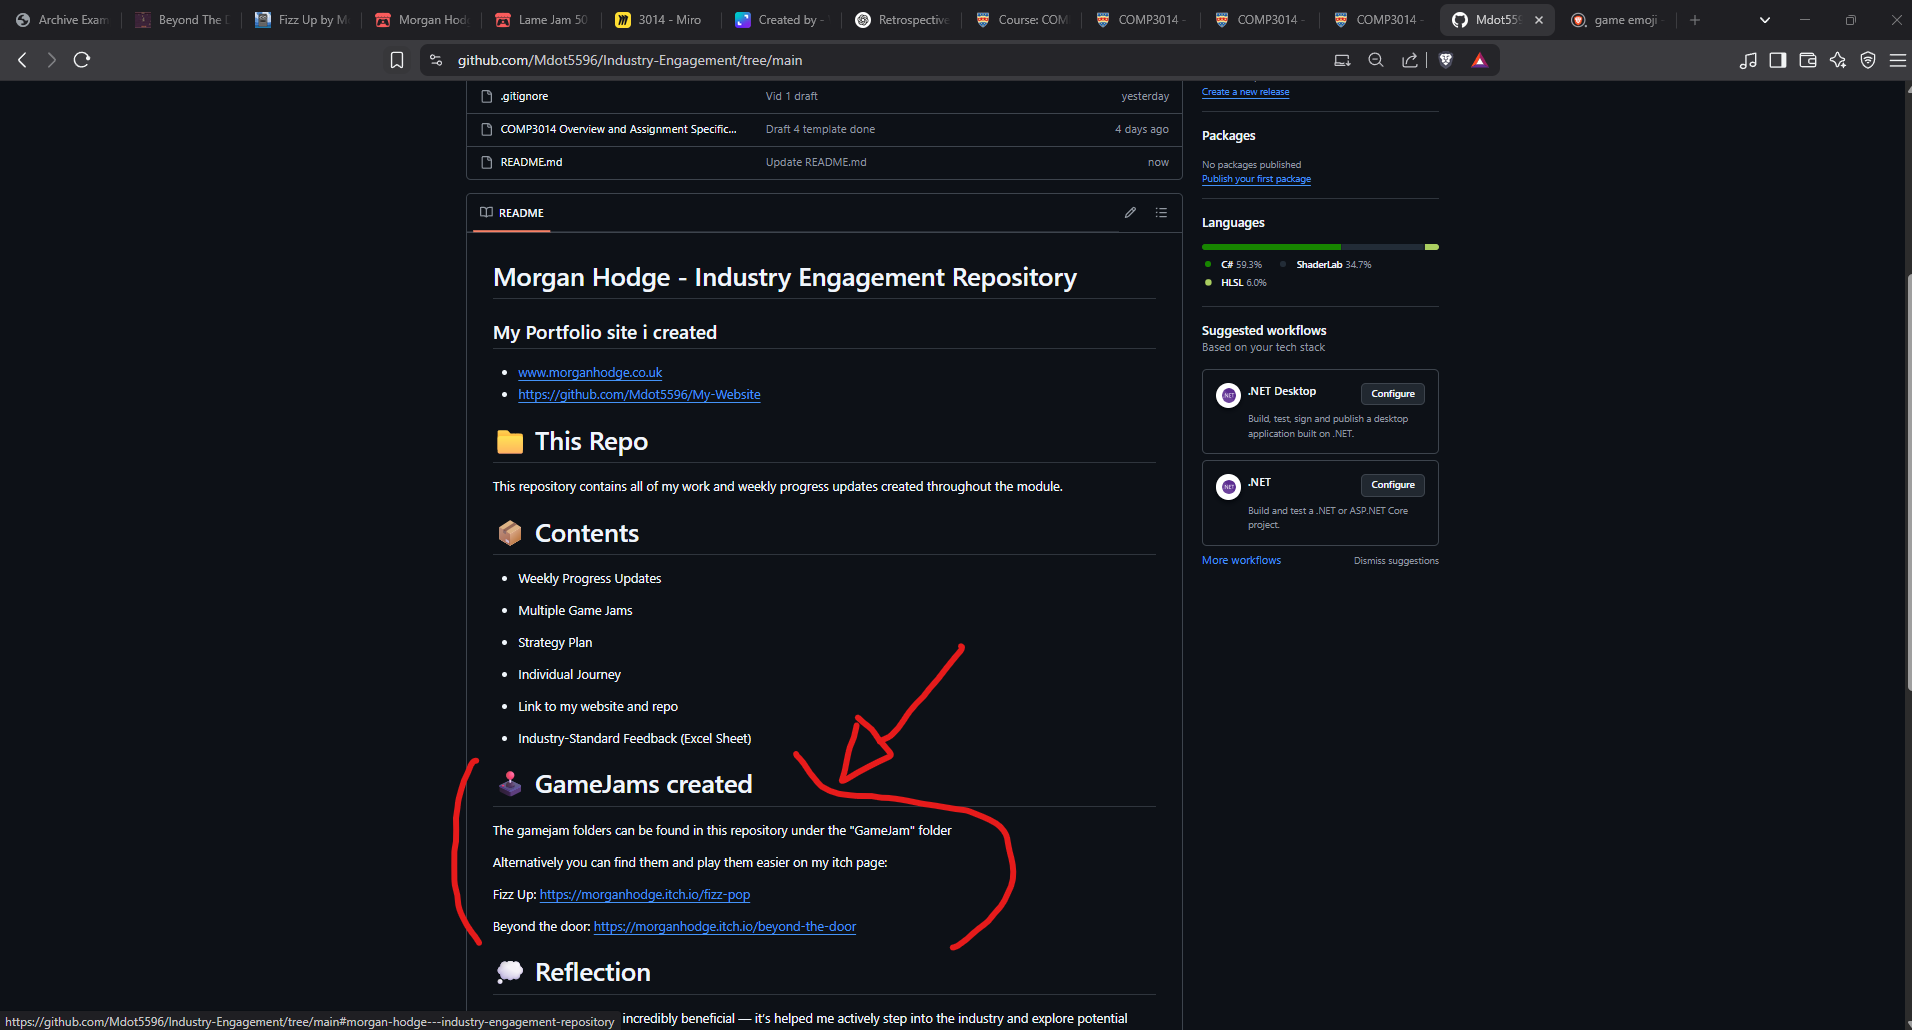 Archive Exam
Beyond The D
Fizz Up by M
Morgan Hodg
Lame Jam 50
3014 - Miro
Created by -
Retrospective
Course: COM
COMP3014 -
COMP3014 -
COMP3014 -
Mdot559
game emoji
github.com/Mdot5596/Industry-Engagement/tree/main
.gitignore
Vid 1 draft
yesterday
COMP3014 Overview and Assignment Specific...
Draft 4 template done
4 days ago
README.md
Update README.md
now
README
Morgan Hodge - Industry Engagement Repository
My Portfolio site i created
www.morganhodge.co.uk
https://github.com/Mdot5596/My-Website
This Repo
This repository contains all of my work and weekly progress updates created throughout the module.
Contents
Weekly Progress Updates
Multiple Game Jams
Strategy Plan
Individual Journey
Link to my website and repo
Industry-Standard Feedback (Excel Sheet)
GameJams created
The gamejam folders can be found in this repository under the "GameJam" folder
Alternatively you can find them and play them easier on my itch page:
Fizz Up: https://morganhodge.itch.io/fizz-pop
Beyond the door: https://morganhodge.itch.io/beyond-the-door
Reflection
incredibly beneficial — it's helped me actively step into the industry and explore potential
https://github.com/Mdot5596/Industry-Engagement/tree/main#morgan-hodge---industry-engagement-repository
Create a new release
Packages
No packages published
Publish your first package
Languages
C# 59.3%
ShaderLab 34.7%
HLSL 6.0%
Suggested workflows
Based on your tech stack
.NET
.NET Desktop
Configure
Build, test, sign and publish a desktop
application built on .NET.
.NET
.NET
Configure
Build and test a .NET or ASP.NET Core
project.
More workflows
Dismiss suggestions